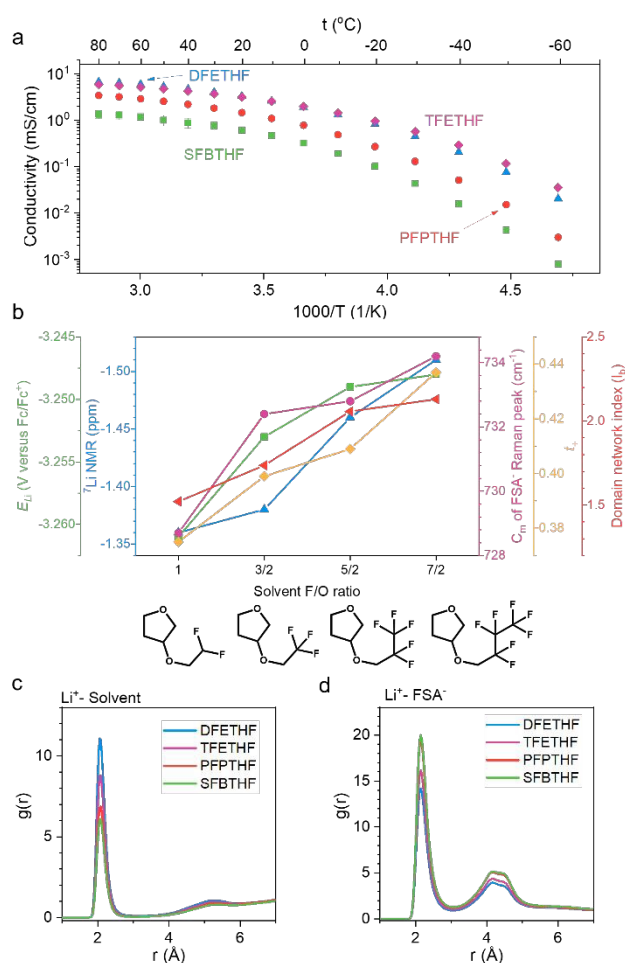 a
t (°C)
80 60 40 20 0 -20 -40 -60
Conductivity (mS/cm)
10¹
10⁰
10⁻¹
10⁻²
10⁻³
DFETHF
TFETHF
SFBTHF
PFPTHF
3.0 3.5 4.0 4.5
1000/T (1/K)
b
E_Li (V versus Fc/Fc⁺)
-3.245
-3.250
-3.255
-3.260
⁷Li NMR (ppm)
-1.50
-1.45
-1.40
-1.35
C_m of FSA⁻ Raman peak (cm⁻¹)
734
733
732
730
729
728
t₊
0.44
0.42
0.40
0.38
Domain network index (I_b)
2.5
2.0
1.5
1 3/2 5/2 7/2
Solvent F/O ratio
O O F F
O O F F F
O O F F F F F
O O F F F F F F F
c Li⁺- Solvent
DFETHF
TFETHF
PFPTHF
SFBTHF
g(r)
10
5
0
2 4 6
r (Å)
d Li⁺- FSA⁻
DFETHF
TFETHF
PFPTHF
SFBTHF
g(r)
20
15
10
5
0
2 4 6
r (Å)